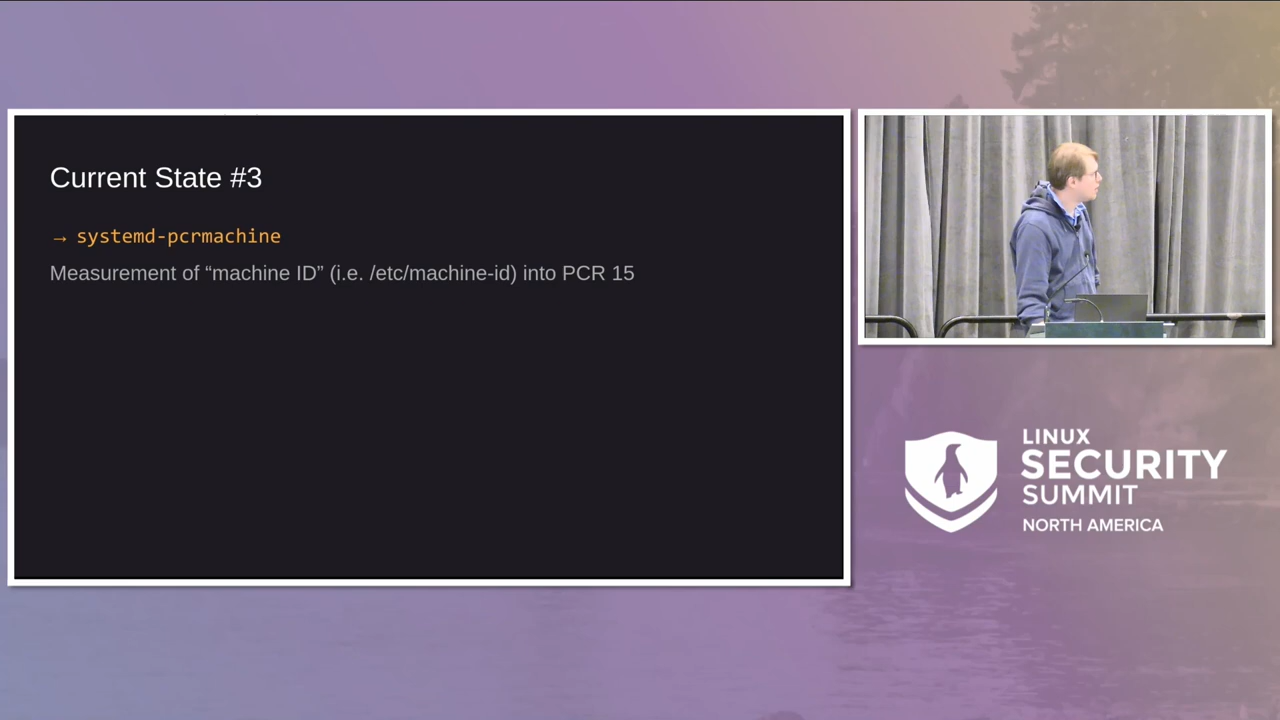 Current State #3
→ systemd-pcrmachine
Measurement of “machine ID” (i.e. /etc/machine-id) into PCR 15
LINUX
SECURITY
SUMMIT
NORTH AMERICA